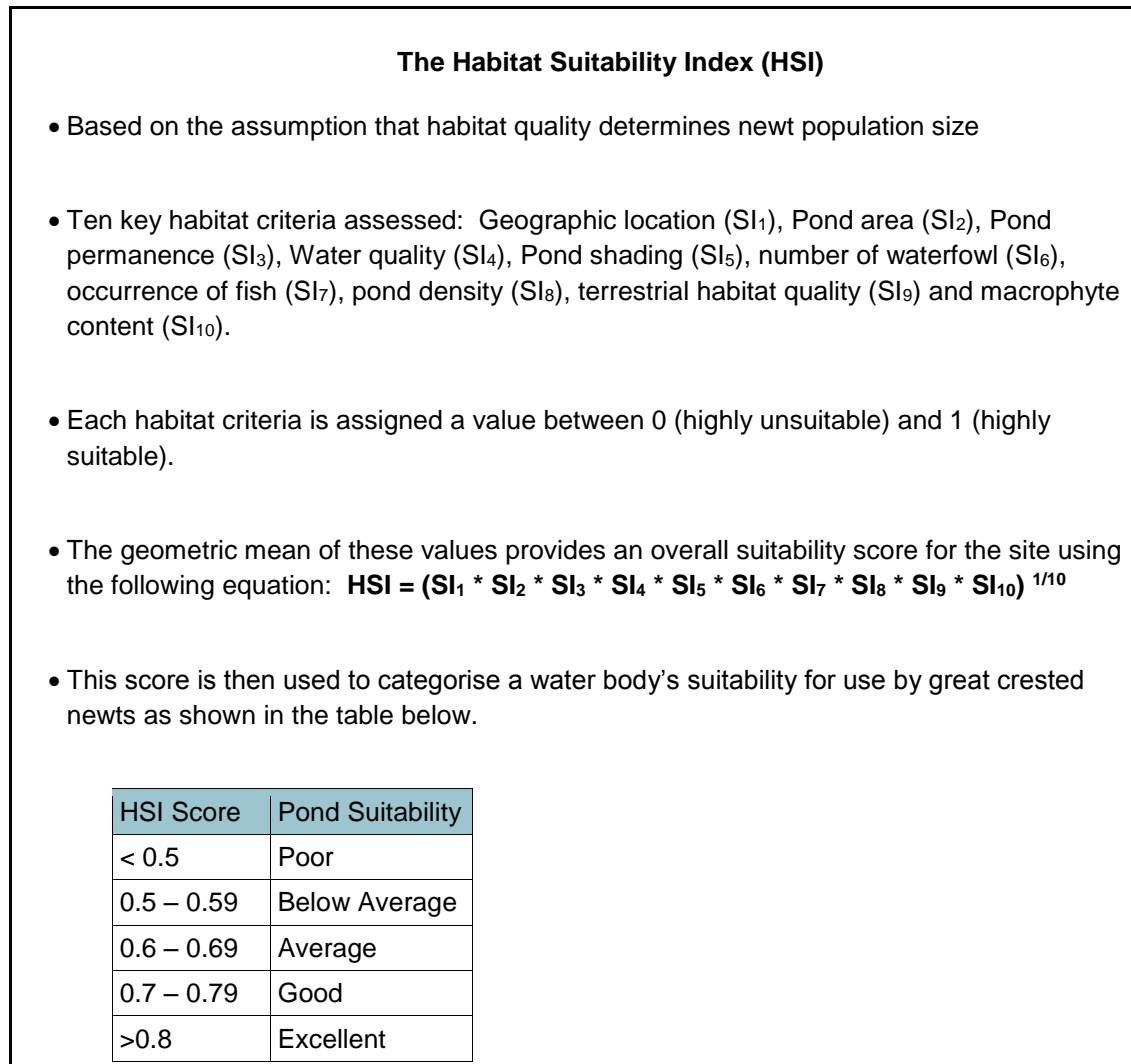 The Habitat Suitability Index (HSI)
• Based on the assumption that habitat quality determines newt population size
• Ten key habitat criteria assessed:  Geographic location (SI₁), Pond area (SI₂), Pond
permanence (SI₃), Water quality (SI₄), Pond shading (SI₅), number of waterfowl (SI₆),
occurrence of fish (SI₇), pond density (SI₈), terrestrial habitat quality (SI₉) and macrophyte
content (SI₁₀).
• Each habitat criteria is assigned a value between 0 (highly unsuitable) and 1 (highly
suitable).
• The geometric mean of these values provides an overall suitability score for the site using
the following equation:  HSI = (SI₁ * SI₂ * SI₃ * SI₄ * SI₅ * SI₆ * SI₇ * SI₈ * SI₉ * SI₁₀) ¹/¹⁰
• This score is then used to categorise a water body's suitability for use by great crested
newts as shown in the table below.
HSI Score Pond Suitability
< 0.5 Poor
0.5 – 0.59 Below Average
0.6 – 0.69 Average
0.7 – 0.79 Good
>0.8 Excellent